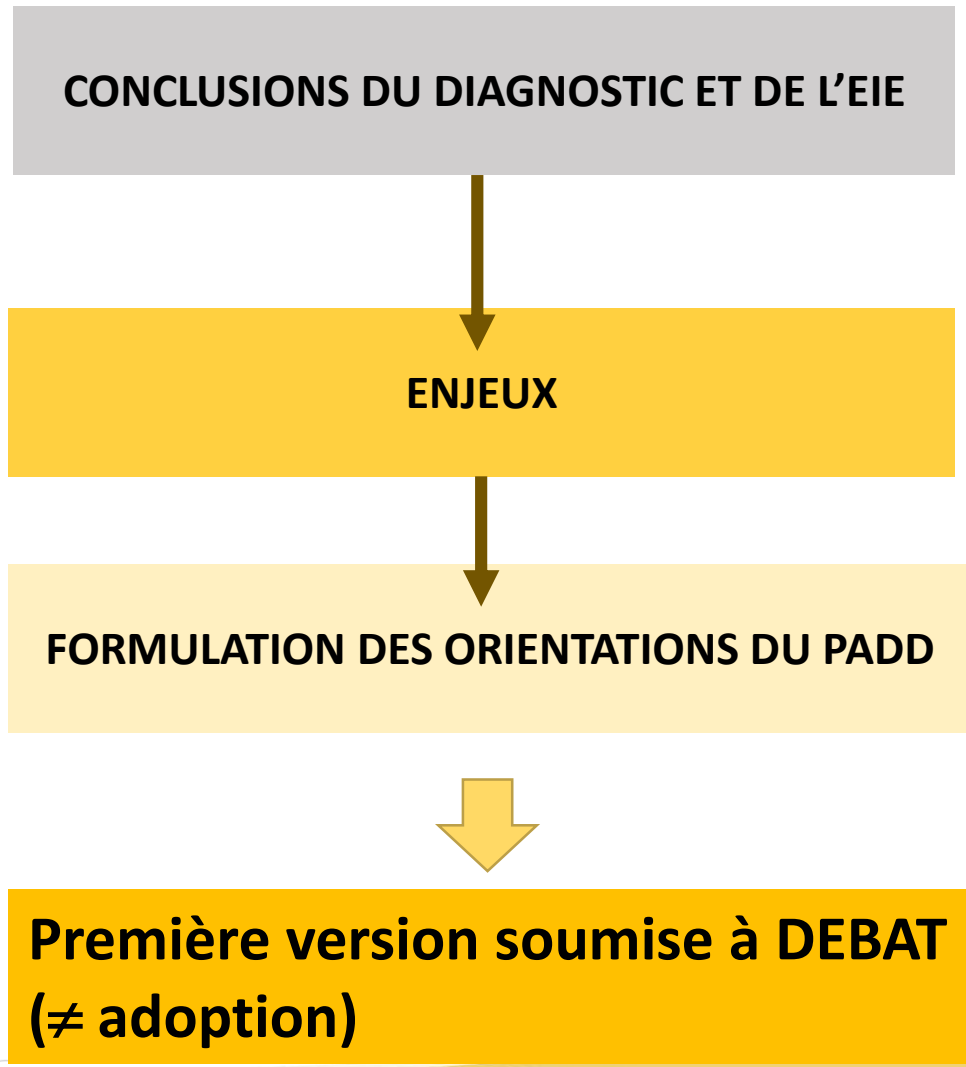 CONCLUSIONS DU DIAGNOSTIC ET DE L’EIE
ENJEUX
FORMULATION DES ORIENTATIONS DU PADD
Première version soumise à DEBAT
(≠ adoption)